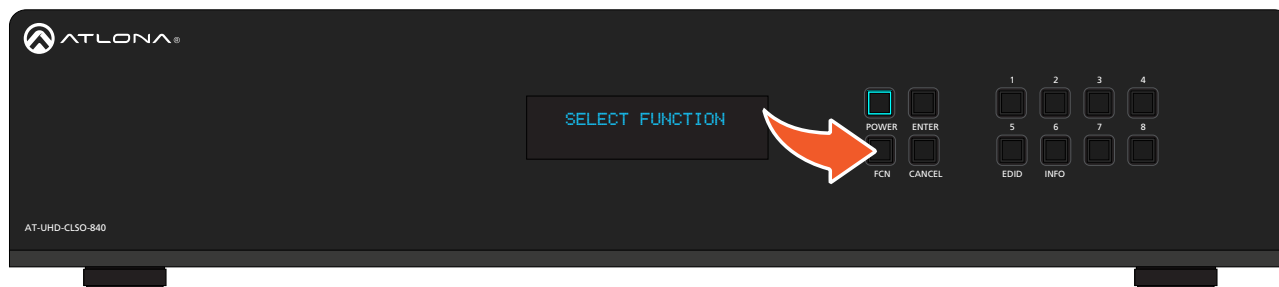 ATLONA®
1 2 3 4
SELECT FUNCTION
POWER ENTER 5 6 7 8
FCN CANCEL EDID INFO
AT-UHD-CLSO-840